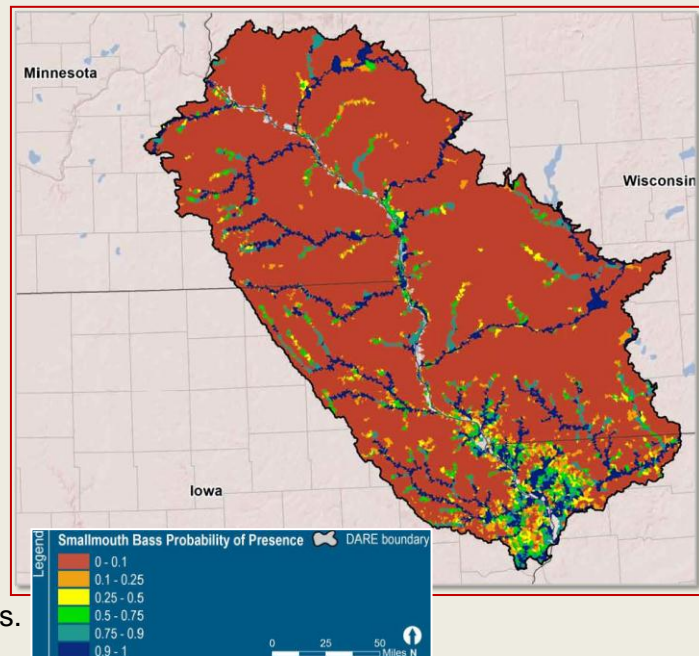 Minnesota
Wisconsin
Iowa
Legend
Smallmouth Bass Probability of Presence DARE boundary
0 - 0.1
0.1 - 0.25
0.25 - 0.5
0.5 - 0.75
0.75 - 0.9
0.9 - 1
0 25 50
Miles N
s.